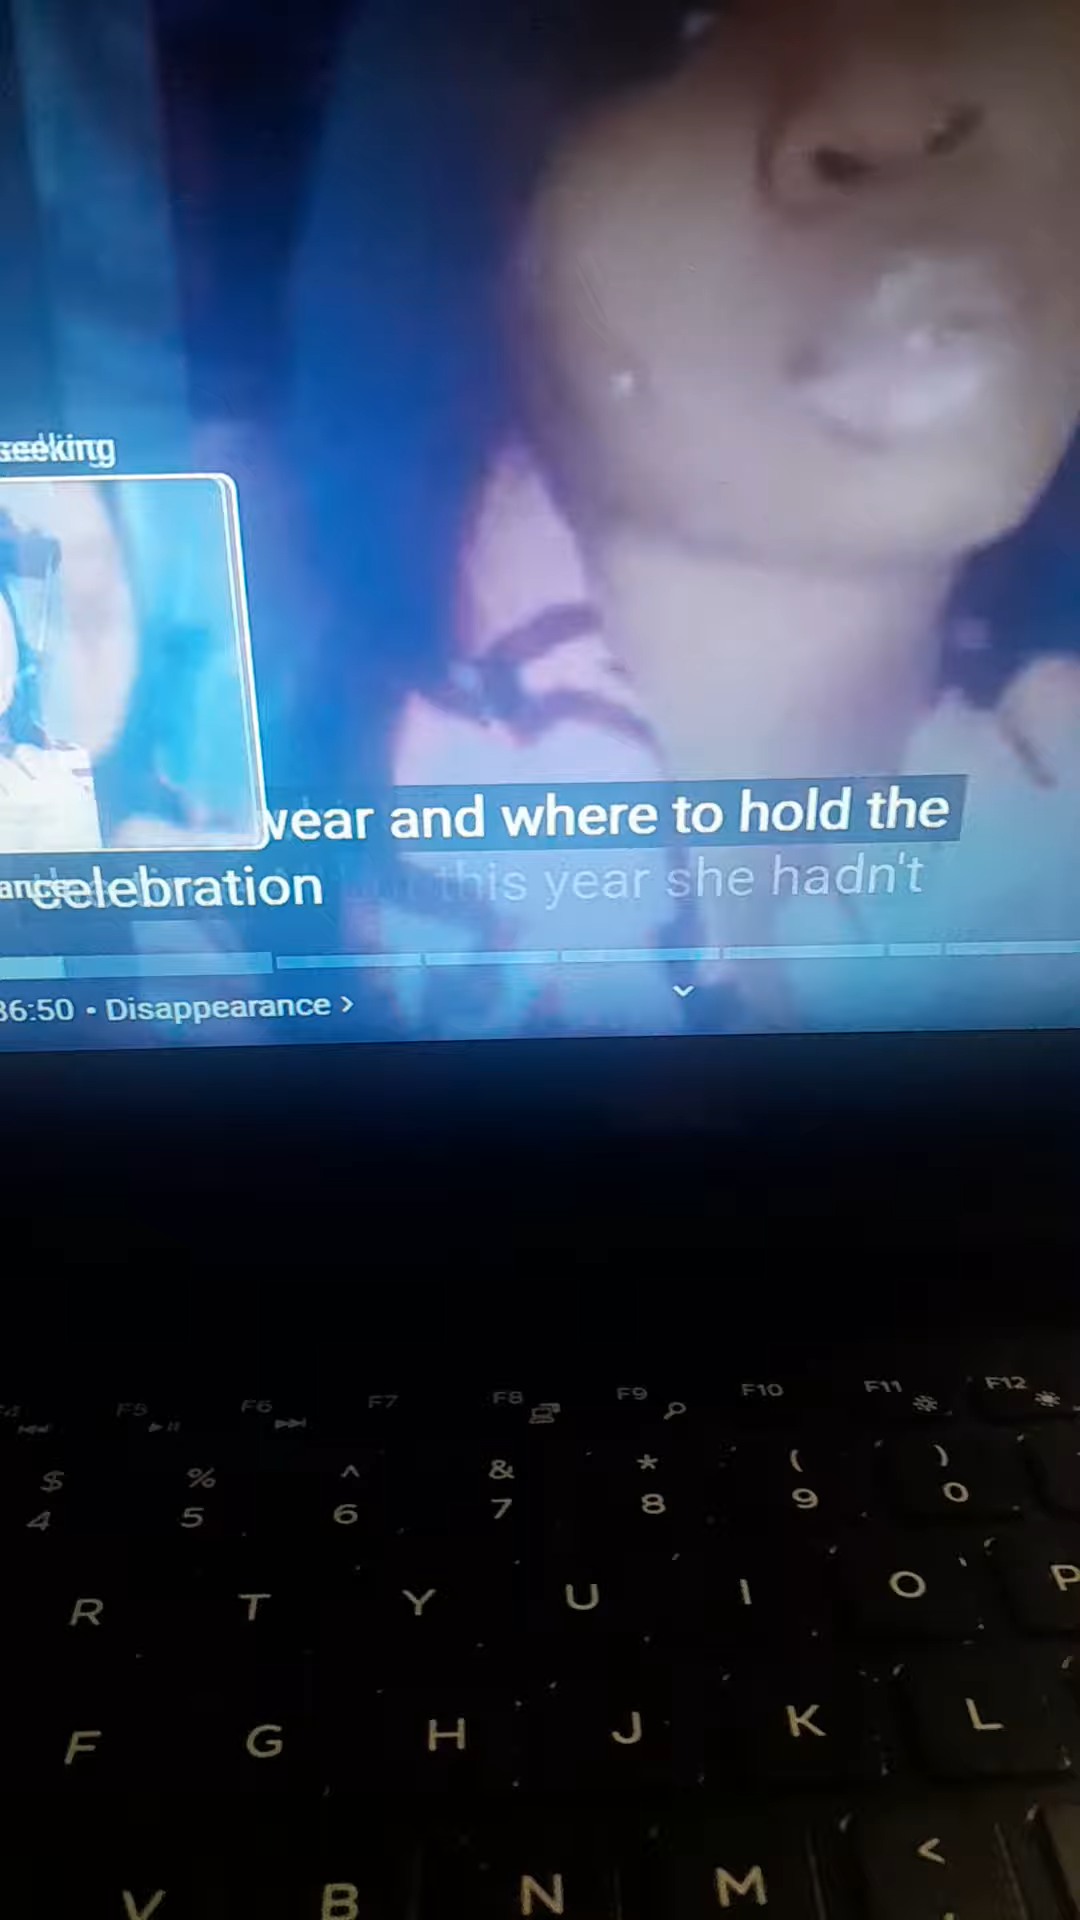 seeking
wear and where to hold the
celebration this year she hadn't
36:50 • Disappearance >
F5 F6 F7 F8 F9 F10 F11 F12
$ % ^ & * ( )
4 5 6 7 8 9 0
R T Y U I O P
F G H J K L
<
V B N M